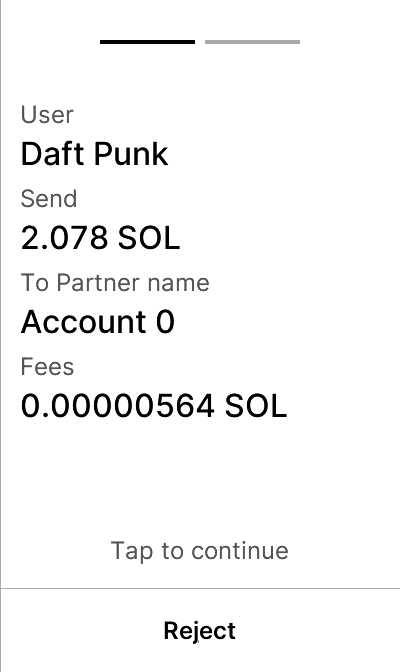 User
Daft Punk
Send
2.078 SOL
To Partner name
Account 0
Fees
0.00000564 SOL
Tap to continue
Reject